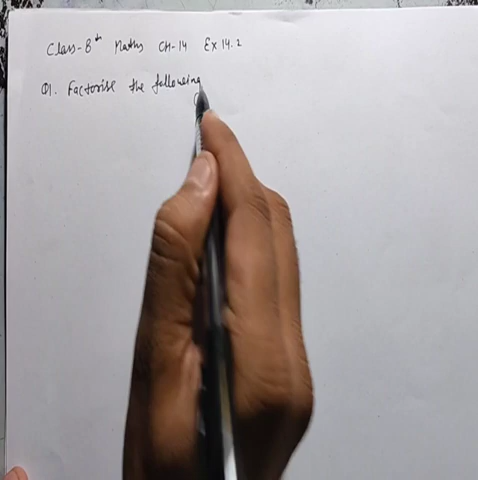 Class-8th Maths CH-14 Ex 14.2
Q1. Factorise the following